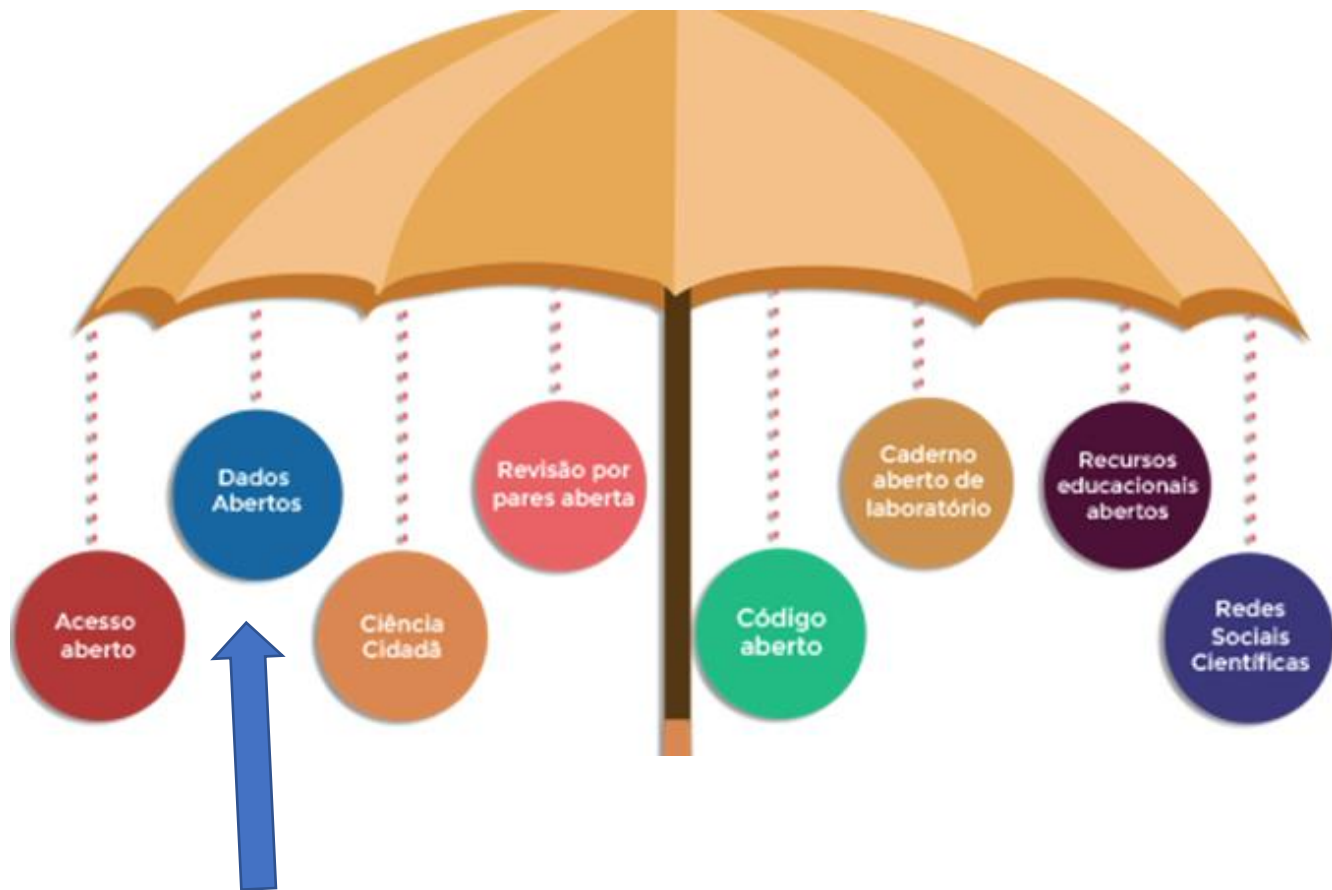 Acesso
aberto
Dados
Abertos
Ciência
Cidadã
Revisão por
pares aberta
Código
aberto
Caderno
aberto de
laboratório
Recursos
educacionais
abertos
Redes
Sociais
Científicas